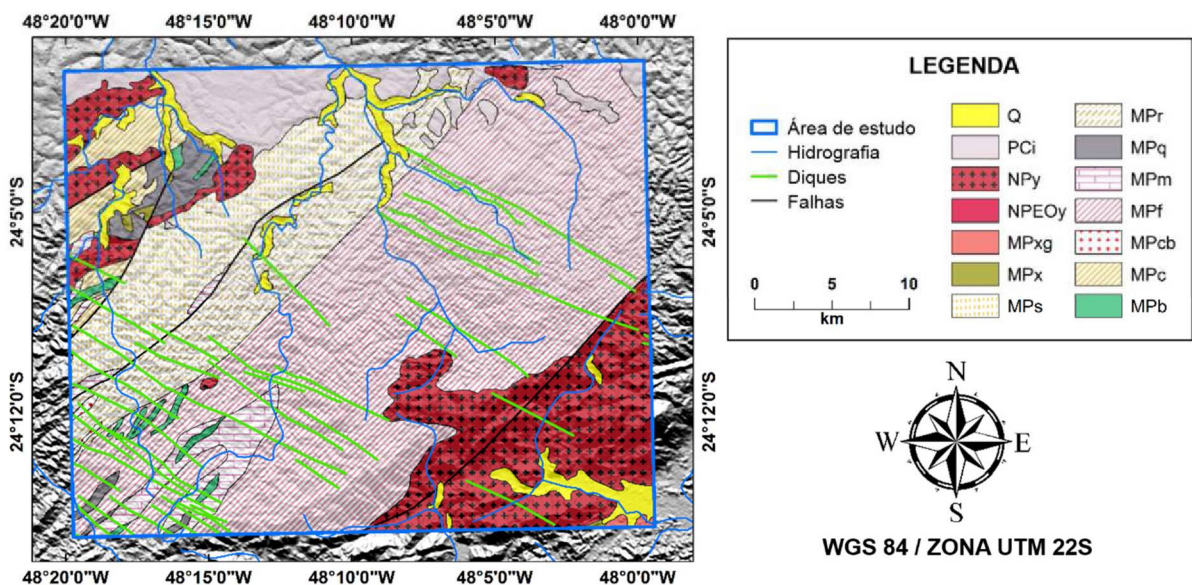 48°20'0"W 48°15'0"W 48°10'0"W 48°5'0"W 48°0'0"W
24°5'0"S
24°12'0"S
24°5'0"S
24°12'0"S
48°20'0"W 48°15'0"W 48°10'0"W 48°5'0"W 48°0'0"W
LEGENDA
Área de estudo
Hidrografia
Diques
Falhas
0 5 10
km
Q
PCi
NPy
NPEOy
MPxg
MPx
MPs
MPr
MPq
MPm
MPf
MPcb
MPc
MPb
N
W E
S
WGS 84 / ZONA UTM 22S